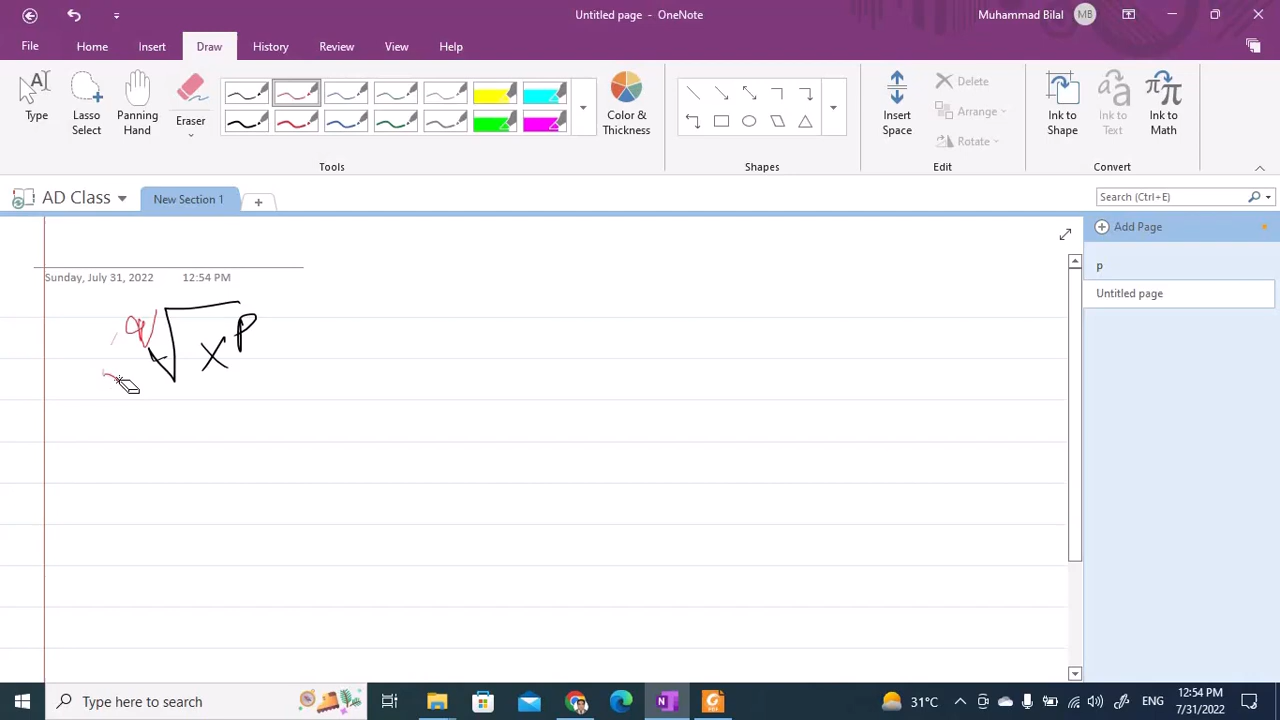 Untitled page - OneNote
Muhammad Bilal MB
File Home Insert Draw History Review View Help
Type
Lasso Select
Panning Hand
Eraser
Color & Thickness
Insert Space
Delete
Arrange
Rotate
Ink to Shape
Ink to Text
Ink to Math
Tools Shapes Edit Convert
AD Class New Section 1 + Search (Ctrl+E)
Add Page
p
Untitled page
Sunday, July 31, 2022 12:54 PM
q√x^p
Type here to search
31°C ENG 12:54 PM
7/31/2022